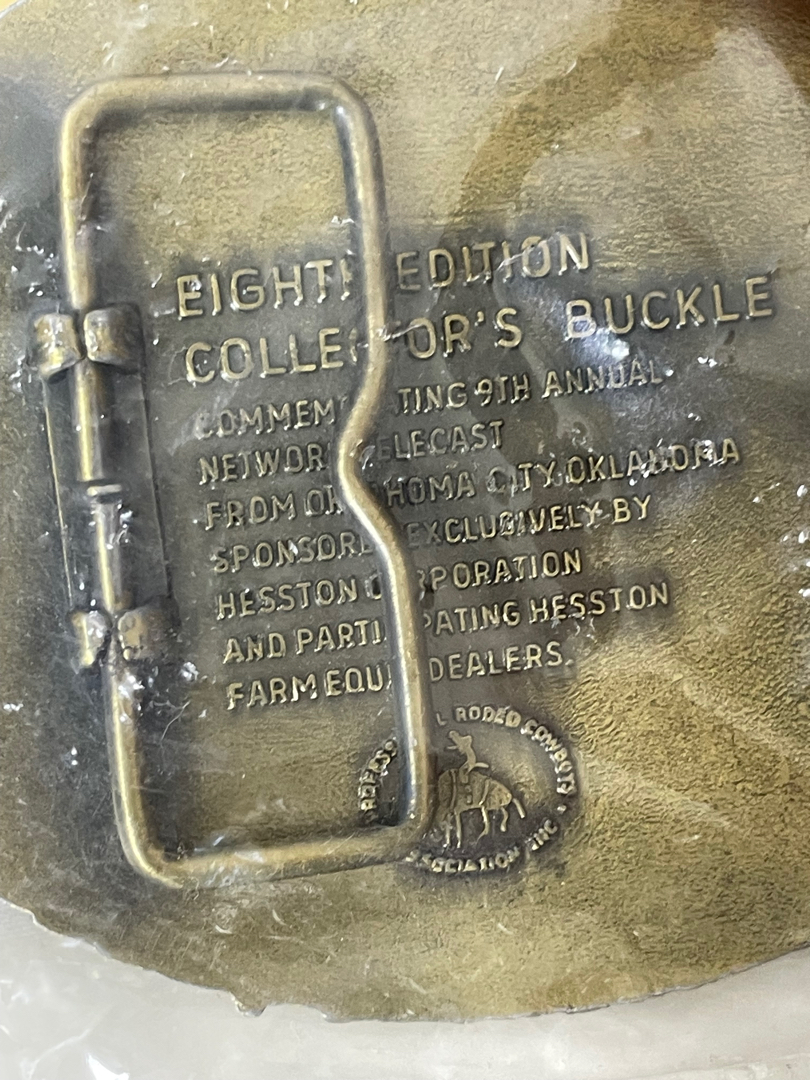 EIGHTH EDITION
COLLECTOR'S BUCKLE
COMMEMORATING 9TH ANNUAL
NETWORK TELECAST
FROM OKLAHOMA CITY, OKLAHOMA
SPONSORED EXCLUSIVELY BY
HESSTON CORPORATION
AND PARTICIPATING HESSTON
FARM EQUIP. DEALERS.
PROFESSIONAL RODEO COWBOYS
ASSOCIATION INC